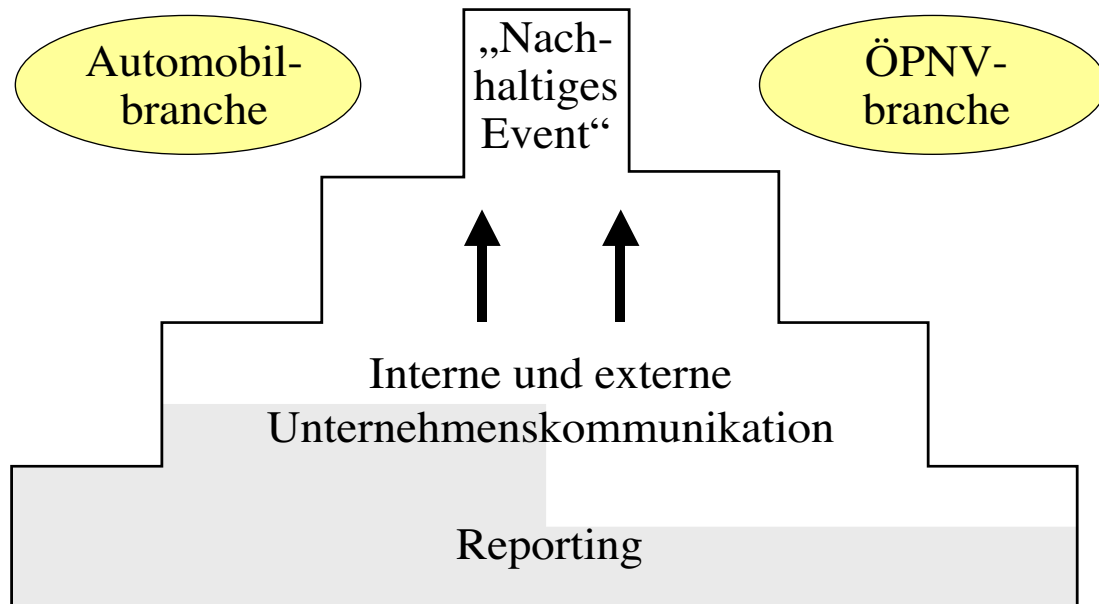 Automobil-
branche
„Nach-
haltiges
Event“
ÖPNV-
branche
Interne und externe
Unternehmenskommunikation
Reporting